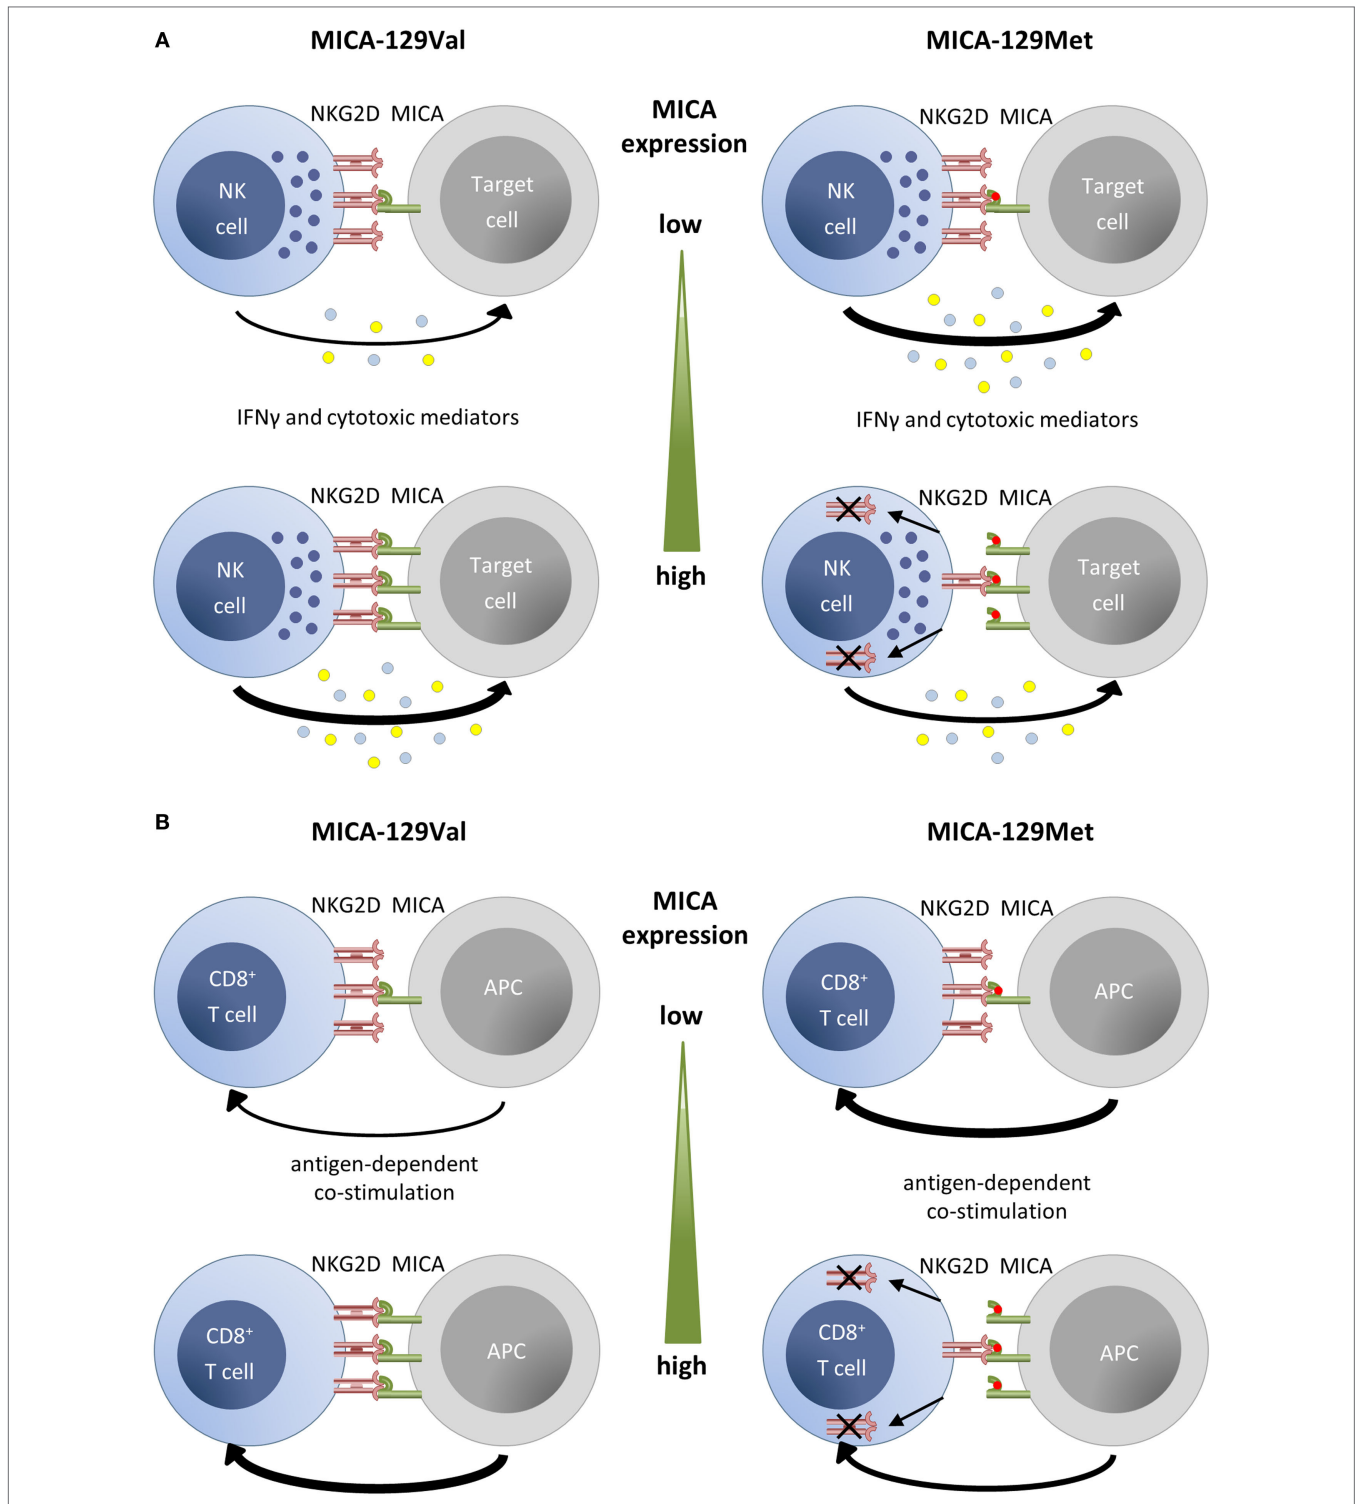 A
MICA-129Val
MICA-129Met
NKG2D MICA
MICA
expression
NKG2D MICA
NK
cell
Target
cell
low
NK
cell
Target
cell
IFNγ and cytotoxic mediators
IFNγ and cytotoxic mediators
NKG2D MICA
NKG2D MICA
NK
cell
Target
cell
high
NK
cell
Target
cell
B
MICA-129Val
MICA-129Met
NKG2D MICA
MICA
expression
NKG2D MICA
CD8⁺
T cell
APC
low
CD8⁺
T cell
APC
antigen-dependent
co-stimulation
antigen-dependent
co-stimulation
NKG2D MICA
NKG2D MICA
CD8⁺
T cell
APC
high
CD8⁺
T cell
APC